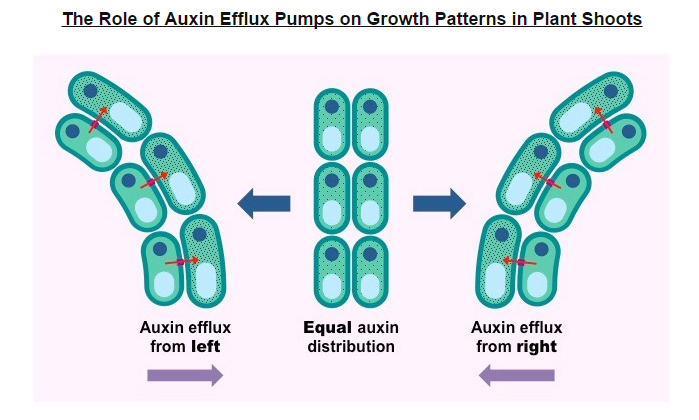 The Role of Auxin Efflux Pumps on Growth Patterns in Plant Shoots
Auxin efflux
from left
Equal auxin
distribution
Auxin efflux
from right